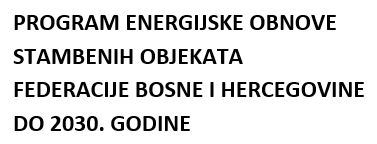 PROGRAM ENERGIJSKE OBNOVE
STAMBENIH OBJEKATA
FEDERACIJE BOSNE I HERCEGOVINE
DO 2030. GODINE